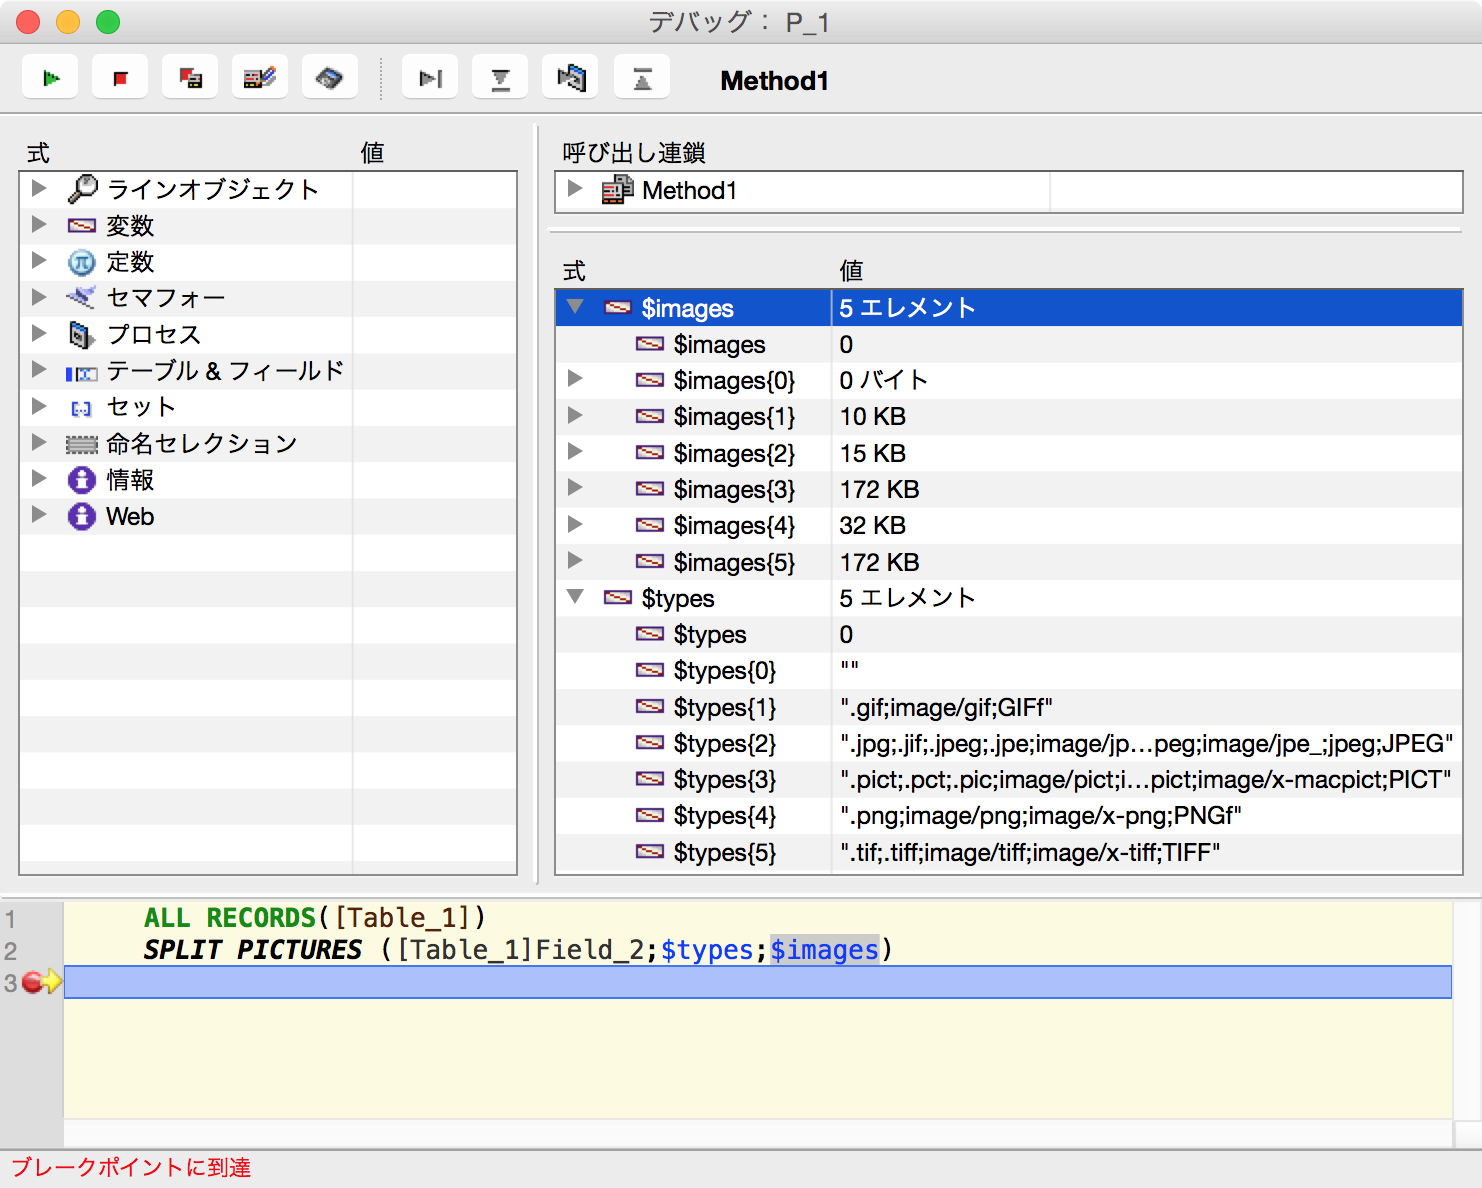 デバッグ： P_1
Method1
式 値
ラインオブジェクト
変数
定数
セマフォー
プロセス
テーブル & フィールド
セット
命名セレクション
情報
Web
呼び出し連鎖
Method1
式 値
$images 5 エレメント
$images 0
$images{0} 0 バイト
$images{1} 10 KB
$images{2} 15 KB
$images{3} 172 KB
$images{4} 32 KB
$images{5} 172 KB
$types 5 エレメント
$types 0
$types{0} ""
$types{1} ".gif;image/gif;GIFf"
$types{2} ".jpg;.jif;.jpeg;.jpe;image/jp…peg;image/jpe_;jpeg;JPEG"
$types{3} ".pict;.pct;.pic;image/pict;i…pict;image/x-macpict;PICT"
$types{4} ".png;image/png;image/x-png;PNGf"
$types{5} ".tif;.tiff;image/tiff;image/x-tiff;TIFF"
1 ALL RECORDS([Table_1])
2 SPLIT PICTURES ([Table_1]Field_2;$types;$images)
3
ブレークポイントに到達